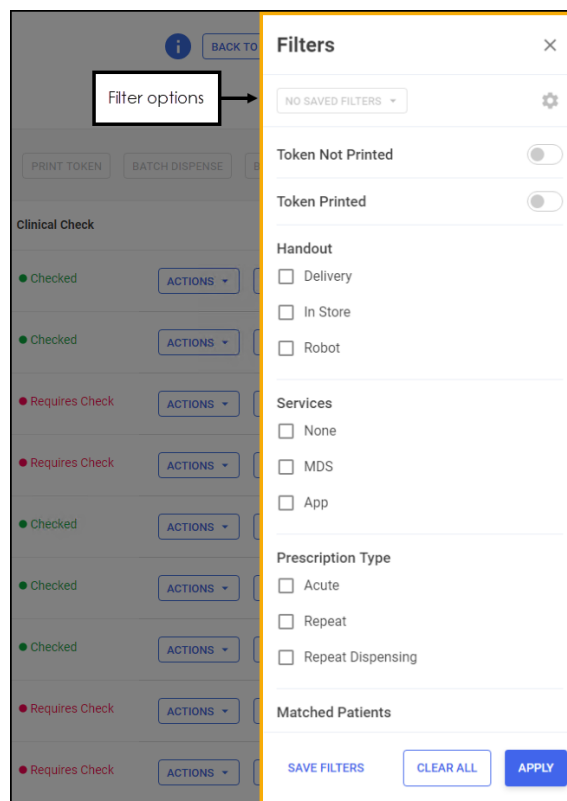 BACK TO
Filters
Filter options
NO SAVED FILTERS
PRINT TOKEN
BATCH DISPENSE
B
Token Not Printed
Token Printed
Clinical Check
Handout
Delivery
In Store
Robot
Checked
ACTIONS
Checked
ACTIONS
Requires Check
ACTIONS
Requires Check
ACTIONS
Checked
ACTIONS
Checked
ACTIONS
Checked
ACTIONS
Requires Check
ACTIONS
Requires Check
ACTIONS
Services
None
MDS
App
Prescription Type
Acute
Repeat
Repeat Dispensing
Matched Patients
SAVE FILTERS
CLEAR ALL
APPLY